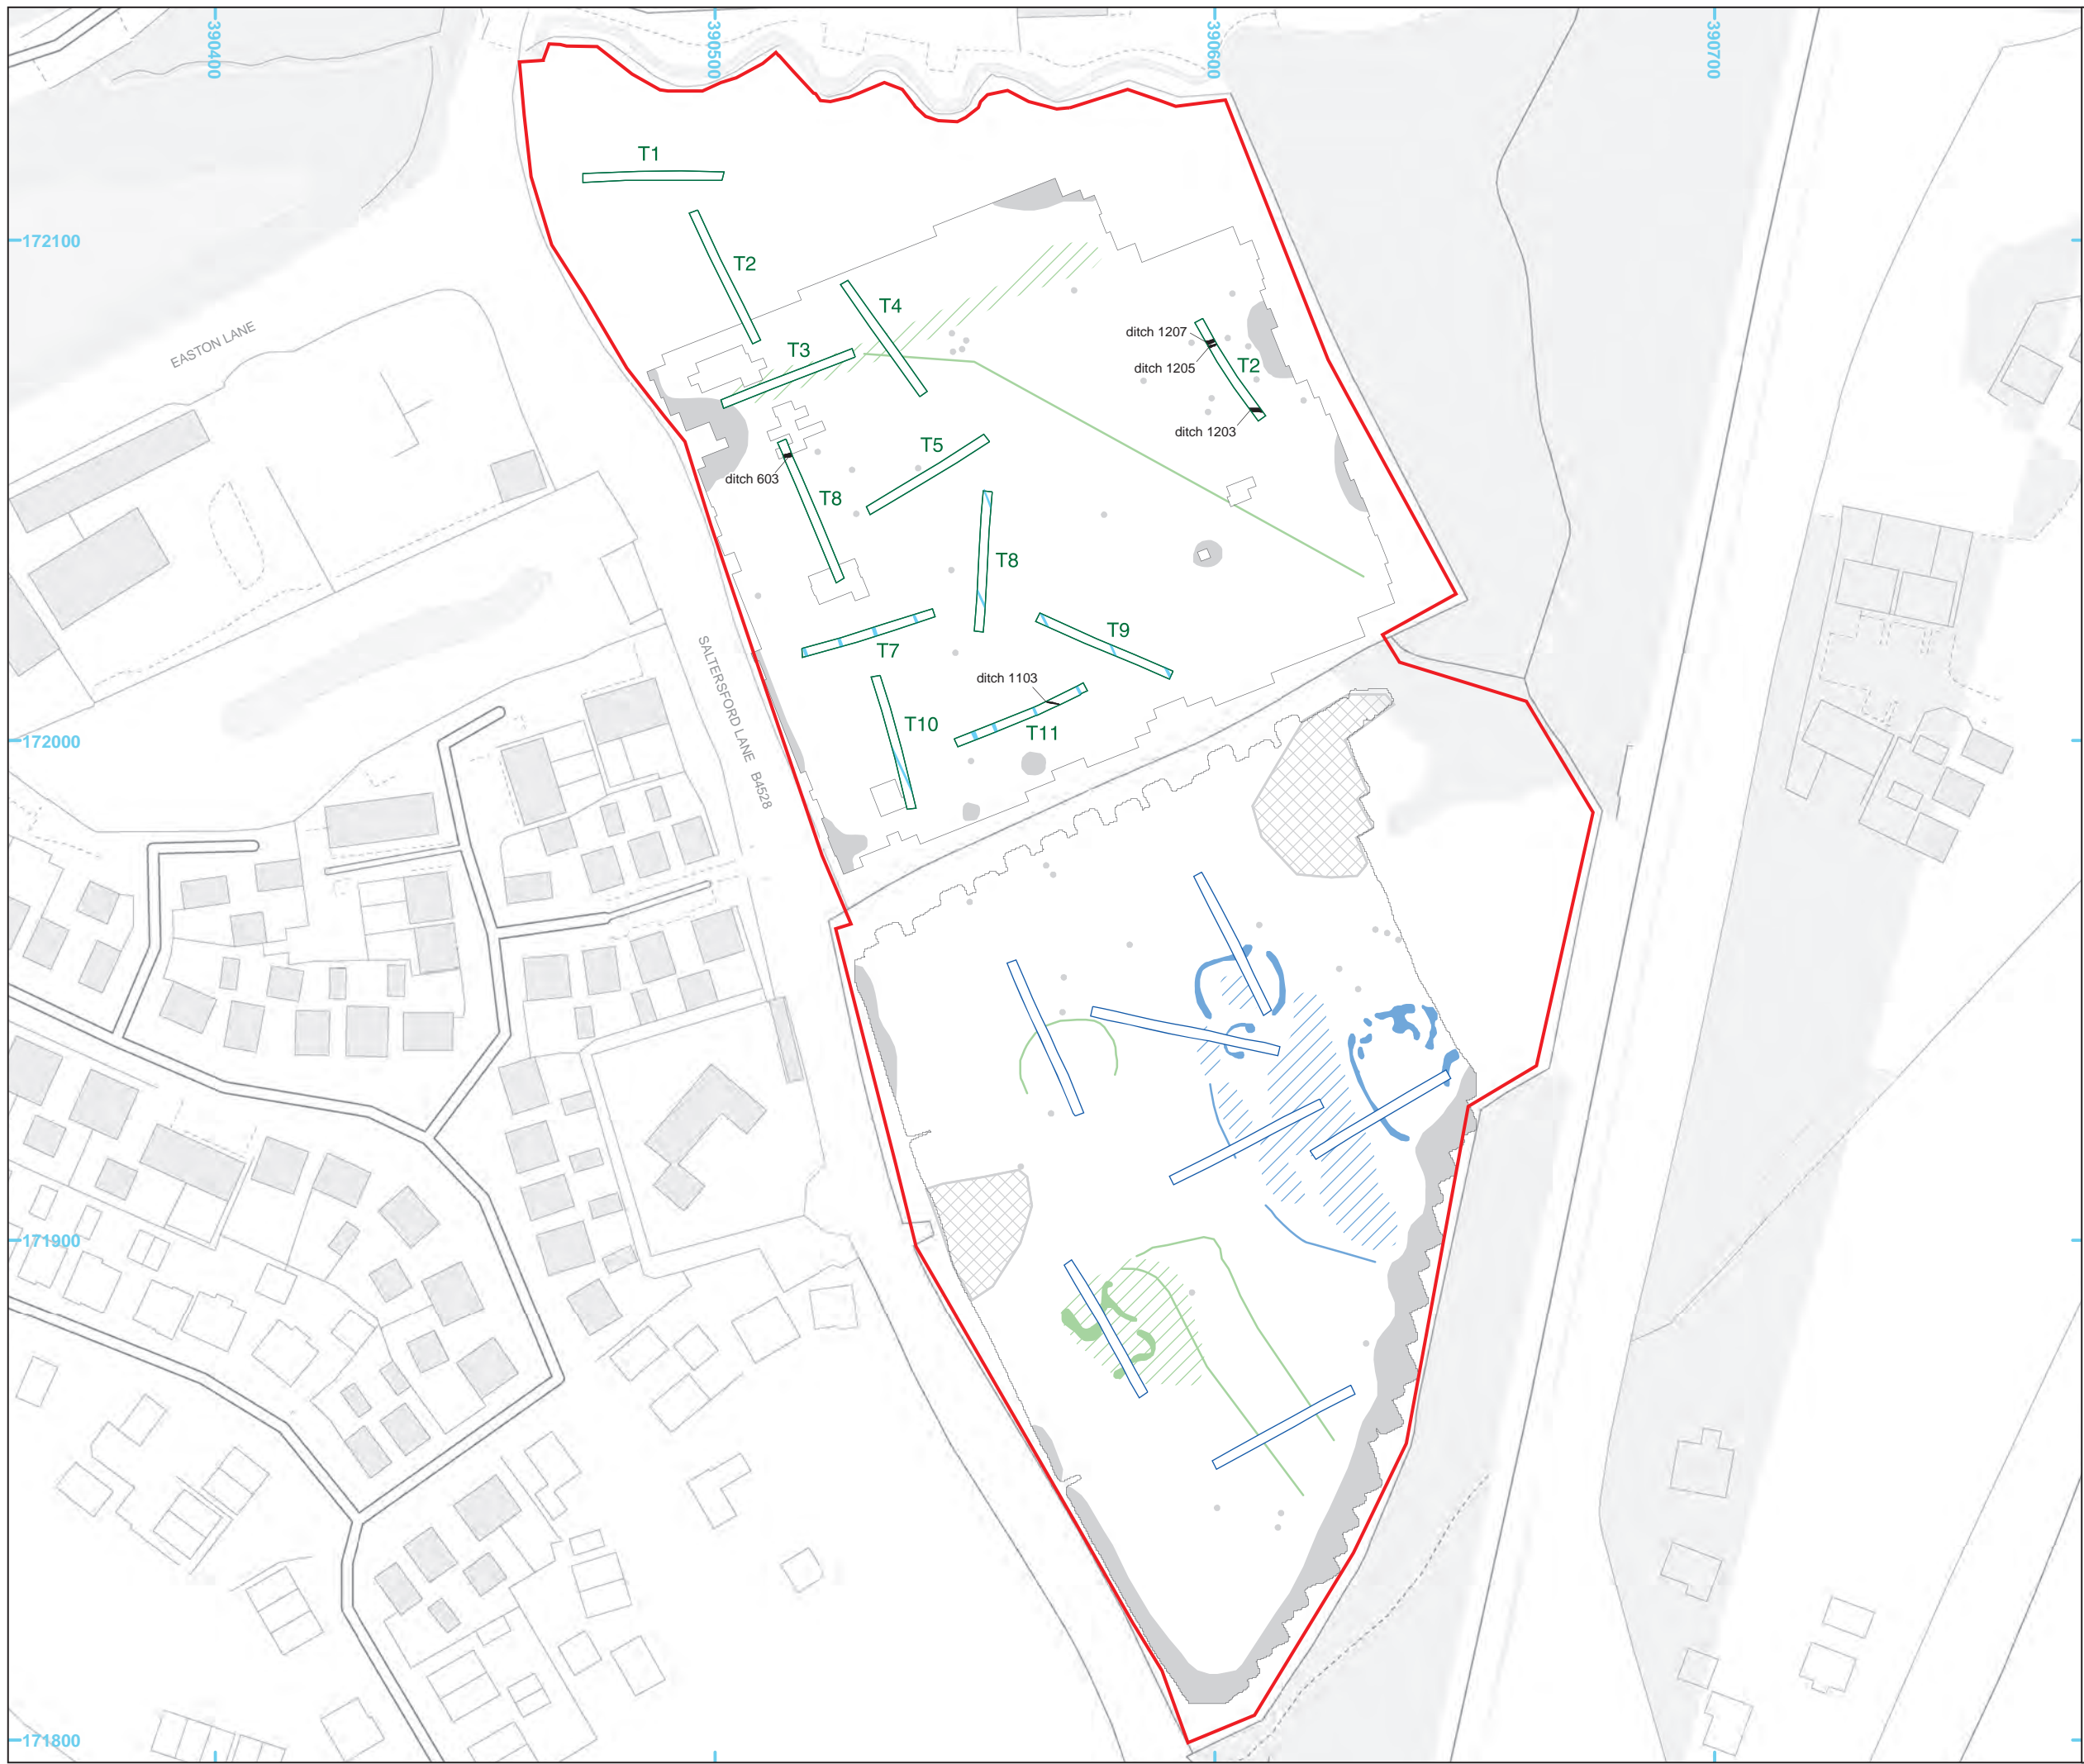 390400
390500
390600
390700
T1
172100
T2
T4
EASTON LANE
ditch 1207
T3
ditch 1205
T2
ditch 1203
T5
ditch 603
T8
T8
T9
T7
ditch 1103
SALTERSFORD LANE B4528
T10
T11
172000
171900
171800